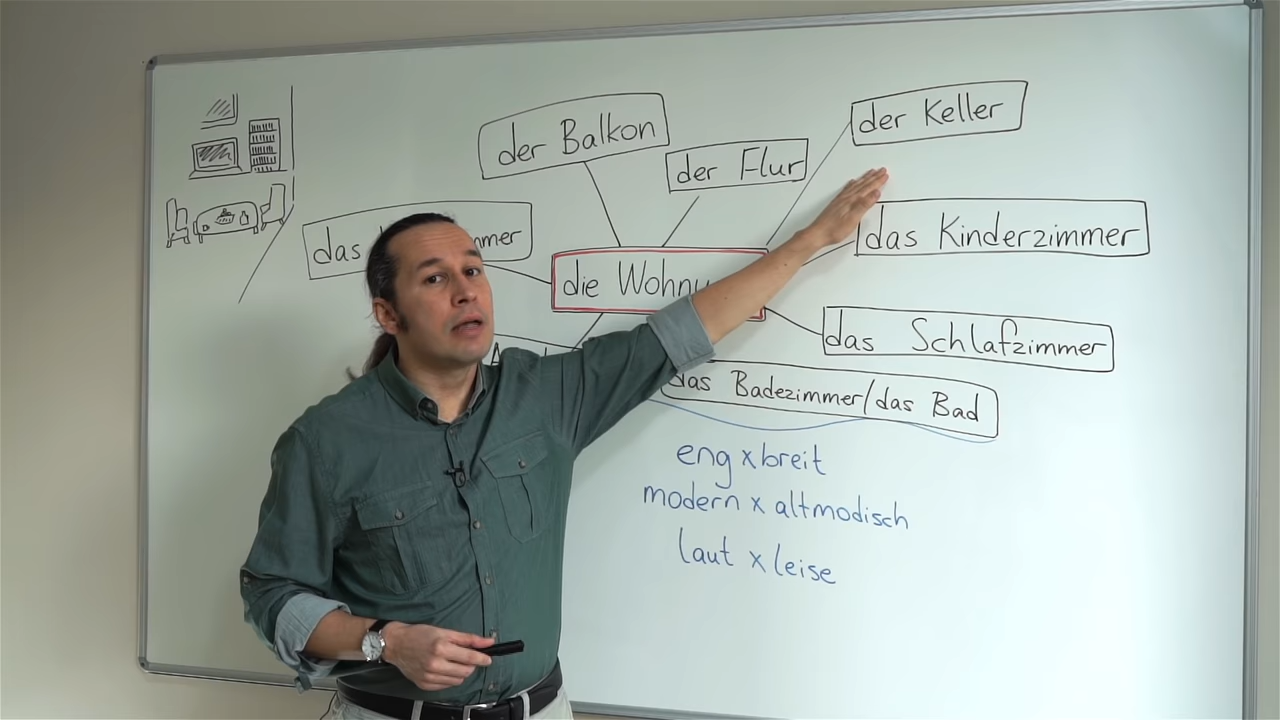 der Balkon
der Keller
der Flur
das
das Kinderzimmer
die
das Schlafzimmer
das Badezimmer/das Bad
eng x breit
modern x altmodisch
laut x leise